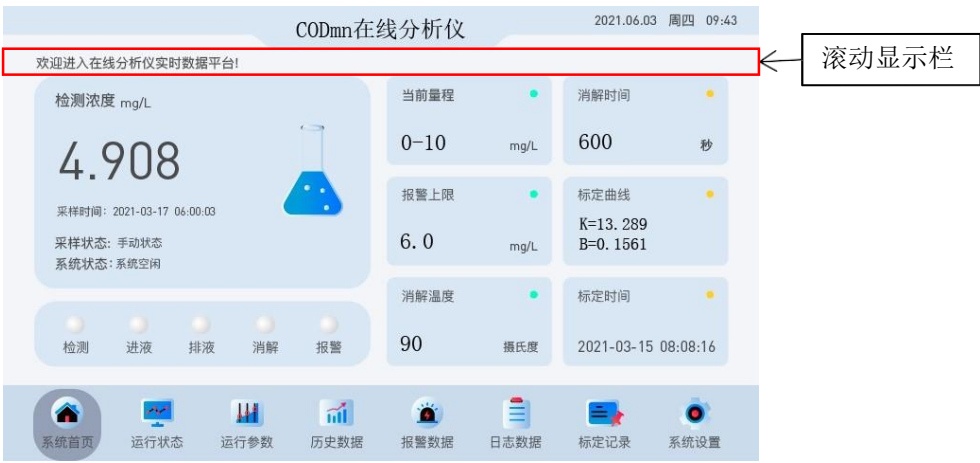 CODmn在线分析仪
2021.06.03 周四 09:43
欢迎进入在线分析仪实时数据平台!
滚动显示栏
检测浓度 mg/L
4.908
采样时间: 2021-03-17 06:00:03
采样状态: 手动状态
系统状态: 系统空闲
当前量程
0-10 mg/L
消解时间
600 秒
报警上限
6.0 mg/L
标定曲线
K=13.289
B=0.1561
消解温度
90 摄氏度
标定时间
2021-03-15 08:08:16
检测 进液 排液 消解 报警
系统首页 运行状态 运行参数 历史数据 报警数据 日志数据 标定记录 系统设置